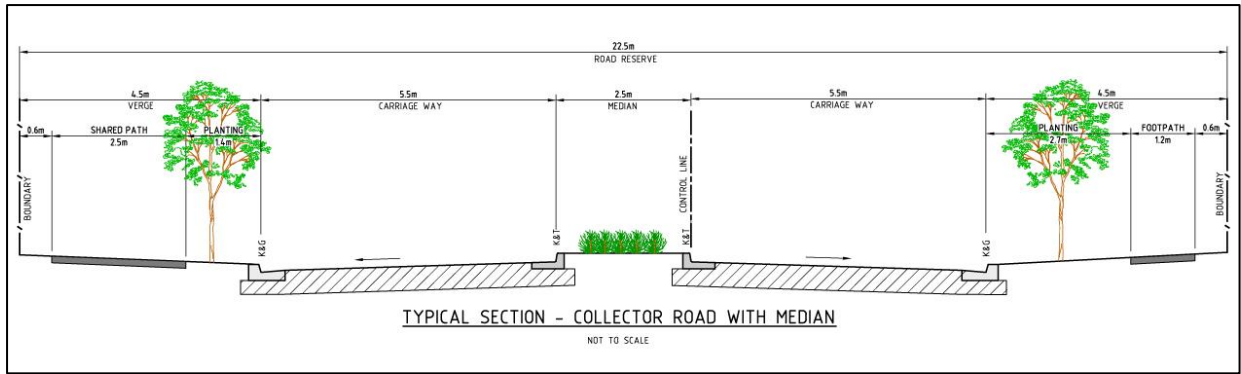 22.5m
ROAD RESERVE
4.5m
VERGE
5.5m
CARRIAGE WAY
2.5m
MEDIAN
5.5m
CARRIAGE WAY
4.5m
VERGE
0.6m
SHARED PATH
2.5m
PLANTING
1.4m
PLANTING
2.7m
FOOTPATH
1.2m
0.6m
BOUNDARY
K&G
K&T
K&T
CONTROL LINE
K&G
BOUNDARY
TYPICAL SECTION - COLLECTOR ROAD WITH MEDIAN
NOT TO SCALE